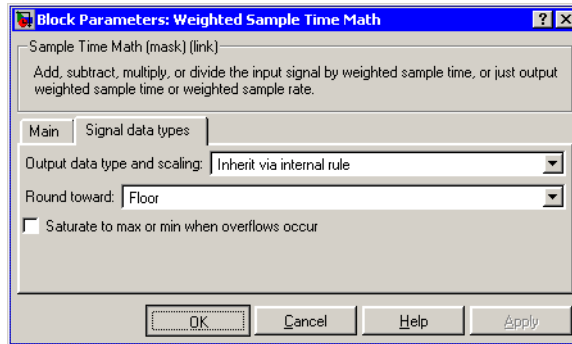 Block Parameters: Weighted Sample Time Math
Sample Time Math (mask) (link)
Add, subtract, multiply, or divide the input signal by weighted sample time, or just output
weighted sample time or weighted sample rate.
Main Signal data types
Output data type and scaling: Inherit via internal rule
Round toward: Floor
Saturate to max or min when overflows occur
OK Cancel Help Apply